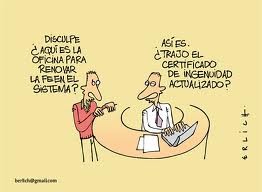 DISCULPE
¿AQUÍ ES LA
OFICINA PARA
RENOVAR
LA FE EN EL
SISTEMA?
ASÍ ES.
¿TRAJO EL
CERTIFICADO
DE INGENUIDAD
ACTUALIZADO?
ERLICH
berlich@gmail.com